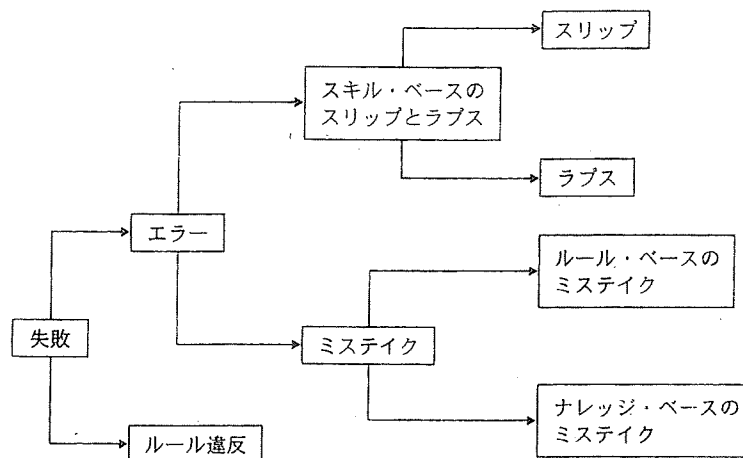 スリップ
スキル・ベースの
スリップとラプス
ラプス
エラー
ルール・ベースの
ミステイク
失敗
ミステイク
ナレッジ・ベースの
ミステイク
ルール違反